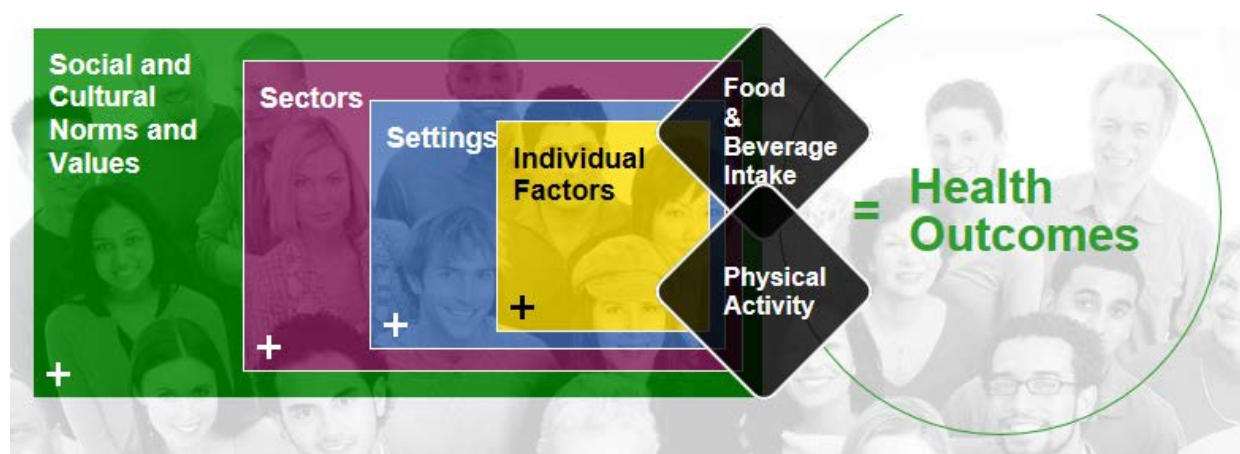 Social and
Cultural
Norms and
Values
+
Sectors
+
Settings
+
Individual
Factors
+
Food
&
Beverage
Intake
Physical
Activity
=
Health
Outcomes